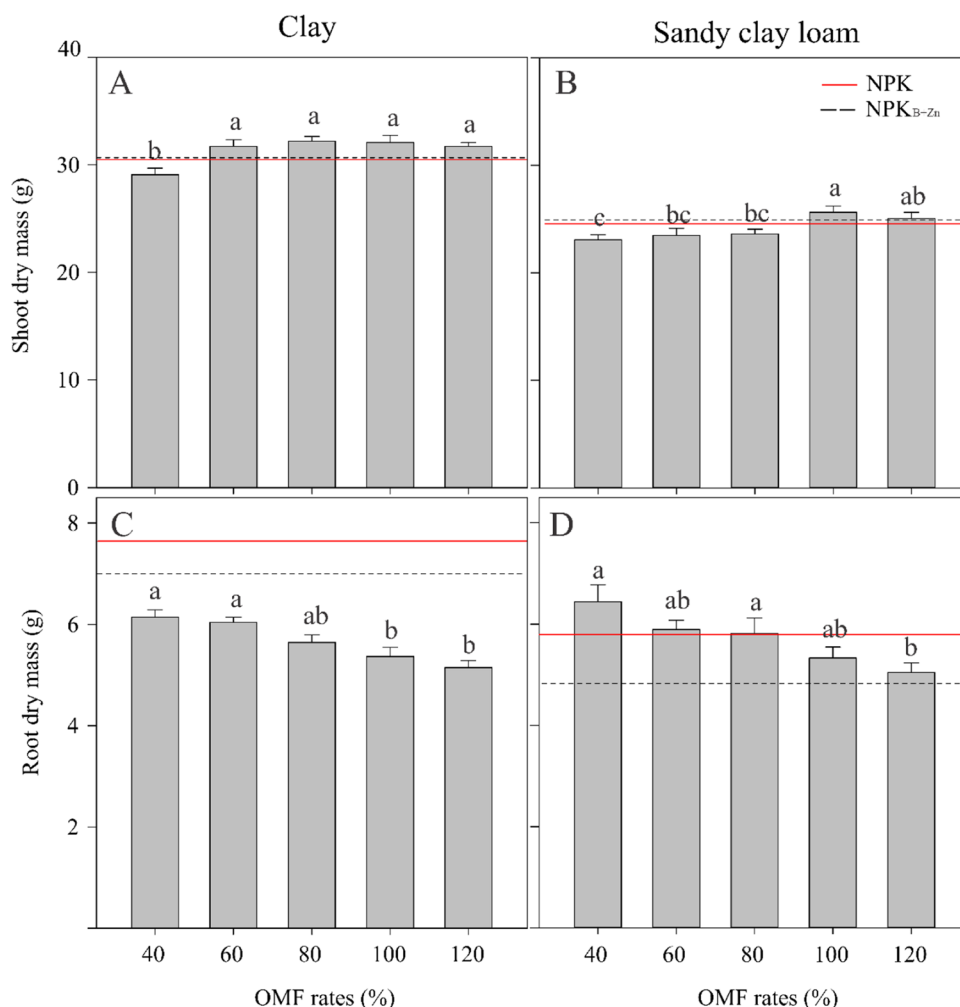 Clay
Sandy clay loam
Shoot dry mass (g)
40
30
20
10
0
A
b
a
a
a
a
B
NPK
NPKB-Zn
c
bc
bc
a
ab
Root dry mass (g)
8
6
4
2
C
a
a
ab
b
b
D
a
ab
a
ab
b
40 60 80 100 120
40 60 80 100 120
OMF rates (%)
OMF rates (%)